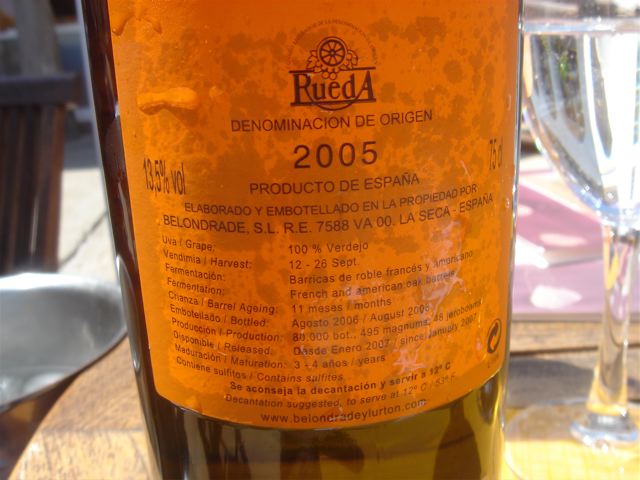 RUEDA
DENOMINACION DE ORIGEN
2005
13,5% vol
75 cl
PRODUCTO DE ESPAÑA
ELABORADO Y EMBOTELLADO EN LA PROPIEDAD POR
BELONDRADE, S.L. R.E. 7588 VA 00. LA SECA - ESPAÑA
Uva / Grape: 100 % Verdejo
Vendimia / Harvest: 12 - 26 Sept.
Fermentación: Barricas de roble francés y americano
Fermentation: French and american oak barrels
Crianza / Barrel Ageing: 11 meses / months
Embotellado / Bottled: Agosto 2006 / August 2006
Producción / Production: 80.000 bot., 495 magnums, 48 jeroboams
Disponible / Released: Desde Enero 2007 / since January 2007
Maduración / Maturation: 3 - 4 años / years
Contiene sulfitos / Contains sulfites
Se aconseja la decantación y servir a 12º C
Decantation suggested, to serve at 12º C / 53º F
www.belondradeylurton.com